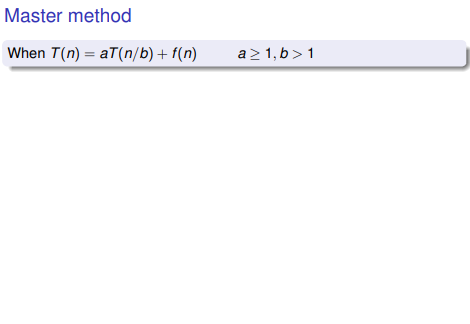 Master method
When T(n) = aT(n/b) + f(n) a ≥ 1, b > 1